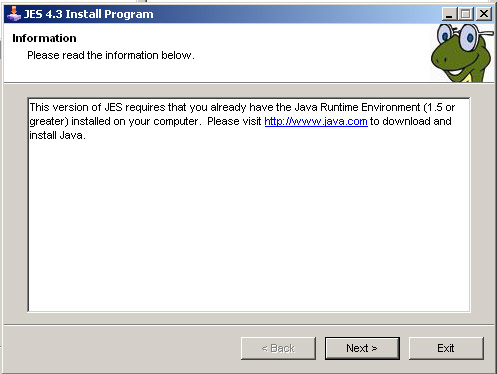 JES 4.3 Install Program
Information
Please read the information below.
This version of JES requires that you already have the Java Runtime Environment (1.5 or
greater) installed on your computer.  Please visit http://www.java.com to download and
install Java.
< Back
Next >
Exit